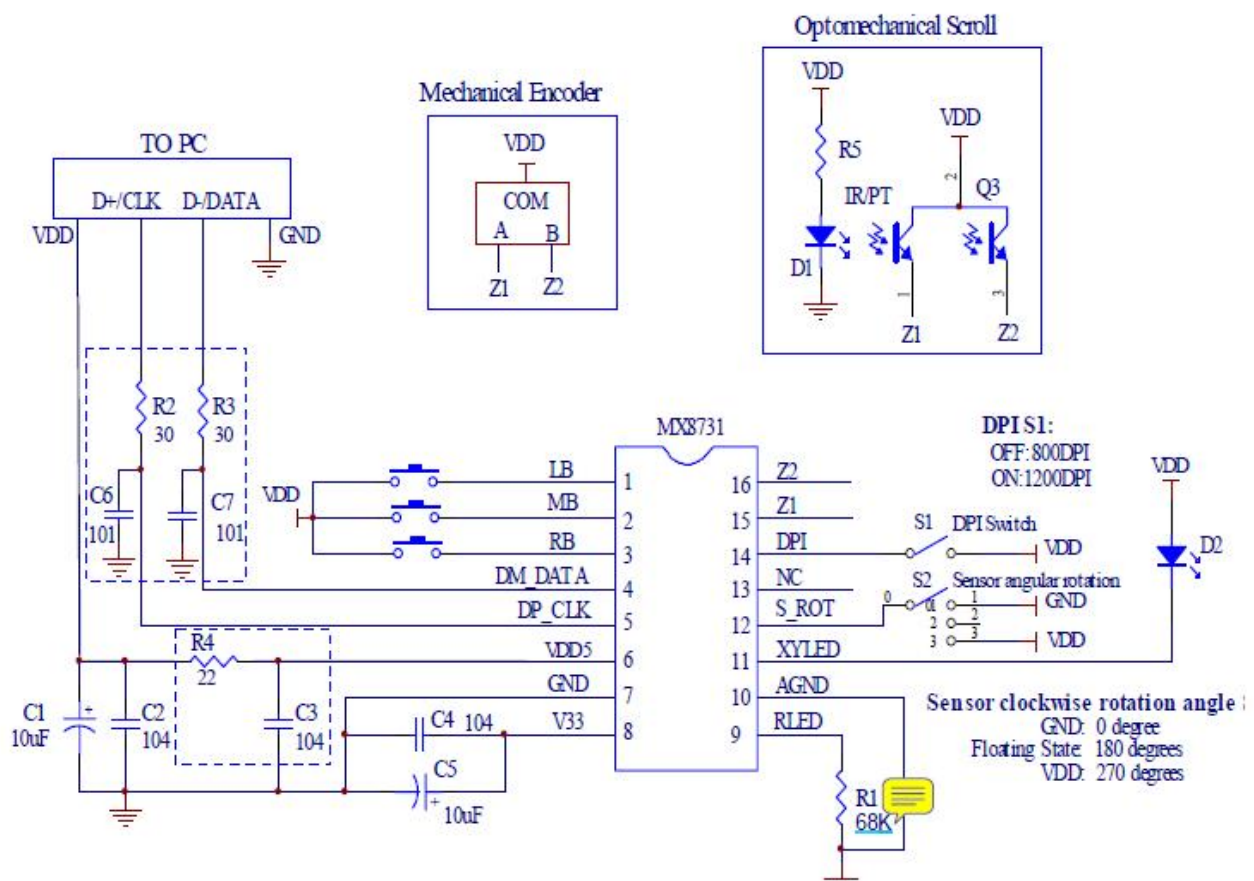 Optomechanical Scroll
VDD
R5
VDD
2
Q3
IR/PT
D1
1
3
Z1
Z2
Mechanical Encoder
VDD
COM
A B
Z1 Z2
TO PC
D+/CLK D-/DATA
VDD
GND
R2
30
R3
30
C6
101
C7
101
MX8731
VDD
LB
MB
RB
DM_DATA
DP_CLK
VDD5
GND
V33
1
2
3
4
5
6
7
8
16 Z2
15 Z1
14 DPI
13 NC
12 S_ROT
11 XYLED
10 AGND
9 RLED
R4
22
C1
+
10uF
C2
104
C3
104
C4 104
C5
+
10uF
DPI S1:
OFF:800DPI
ON:1200DPI
VDD
D2
S1 DPI Switch
VDD
S2 Sensor angular rotation
0
01
1
GND
2
2
3
3
VDD
R1
68K
Sensor clockwise rotation angle :
GND: 0 degree
Floating State: 180 degrees
VDD: 270 degrees